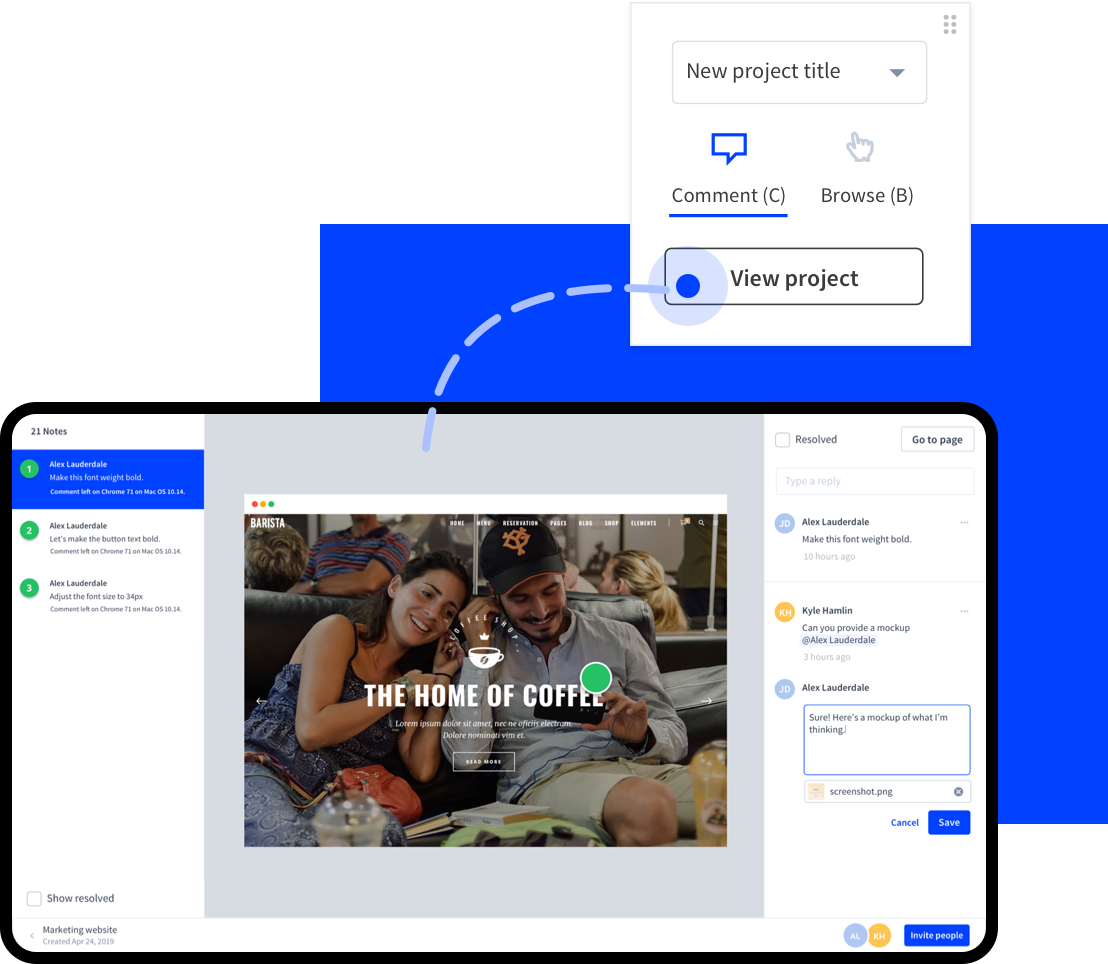 New project title
Comment (C)
Browse (B)
View project
21 Notes
1
Alex Lauderdale
Make this font weight bold.
Comment left on Chrome 71 on Mac OS 10.14.
2
Alex Lauderdale
Let's make the button text bold.
Comment left on Chrome 71 on Mac OS 10.14.
3
Alex Lauderdale
Adjust the font size to 34px
Comment left on Chrome 71 on Mac OS 10.14.
Show resolved
BARISTA
HOME MENU RESERVATION PAGES BLOG SHOP ELEMENTS
COFFEE SHOP
THE HOME OF COFFEE
Lorem ipsum dolor sit amet, nec ne oficiis electram.
Dolore nominati vim et.
READ MORE
Resolved
Go to page
Type a reply
JD
Alex Lauderdale
Make this font weight bold.
10 hours ago
KH
Kyle Hamlin
Can you provide a mockup
@Alex Lauderdale
3 hours ago
JD
Alex Lauderdale
Sure! Here's a mockup of what I'm
thinking.
screenshot.png
Cancel
Save
Marketing website
Created Apr 24, 2019
AL
KH
Invite people